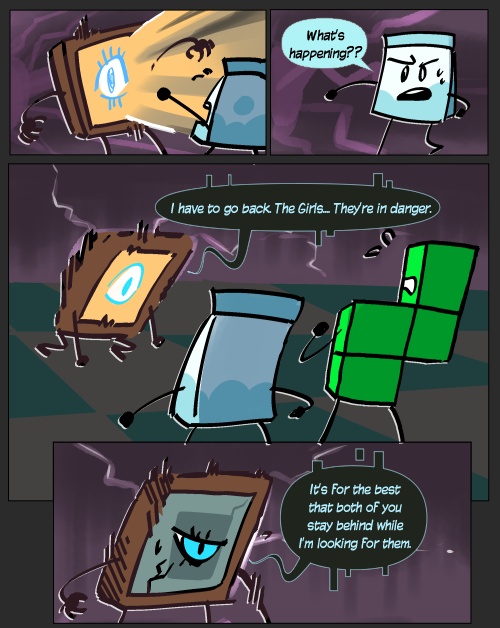 What's
happening??
I have to go back. The Girls... They're in danger.
It's for the best
that both of you
stay behind while
I'm looking for them.